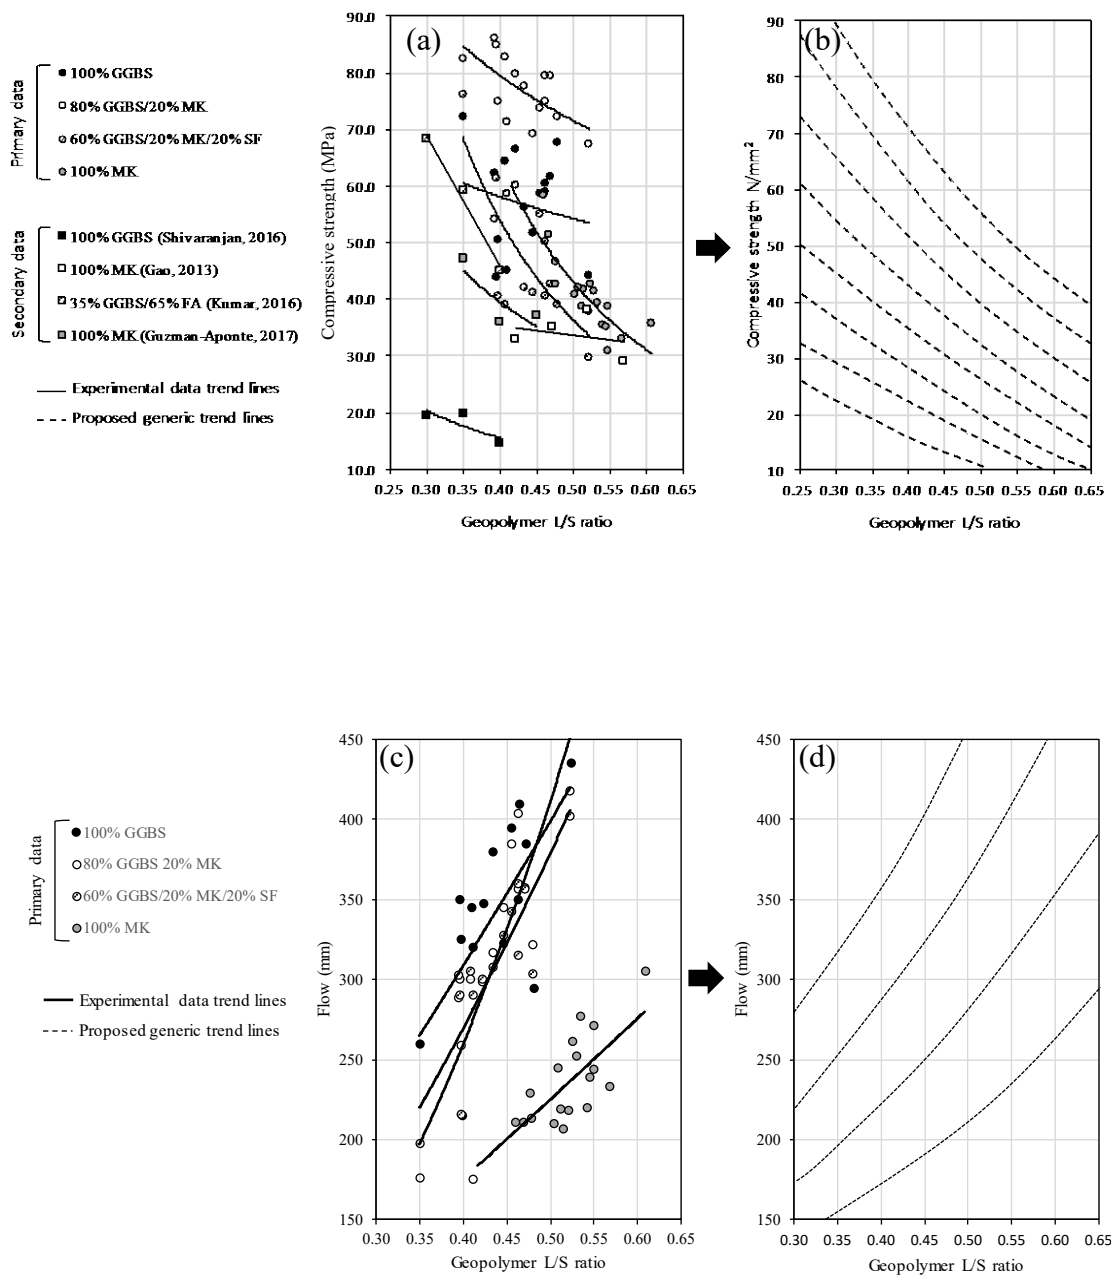 (a)
(b)
Primary data
100% GGBS
80% GGBS/20% MK
60% GGBS/20% MK/20% SF
100% MK
Secondary data
100% GGBS (Shivaranjan, 2016)
100% MK (Gao, 2013)
35% GGBS/65% FA (Kumar, 2016)
100% MK (Guzman-Aponte, 2017)
Experimental data trend lines
Proposed generic trend lines
Compressive strength (MPa)
90.0
80.0
70.0
60.0
50.0
40.0
30.0
20.0
10.0
0.25 0.30 0.35 0.40 0.45 0.50 0.55 0.60 0.65
Geopolymer L/S ratio
Compressive strength N/mm²
90
80
70
60
50
40
30
20
10
0.25 0.30 0.35 0.40 0.45 0.50 0.55 0.60 0.65
Geopolymer L/S ratio
(c)
(d)
Primary data
100% GGBS
80% GGBS 20% MK
60% GGBS/20% MK/20% SF
100% MK
Experimental data trend lines
Proposed generic trend lines
Flow (mm)
450
400
350
300
250
200
150
0.30 0.35 0.40 0.45 0.50 0.55 0.60 0.65
Geopolymer L/S ratio
Flow (mm)
450
400
350
300
250
200
150
0.30 0.35 0.40 0.45 0.50 0.55 0.60 0.65
Geopolymer L/S ratio